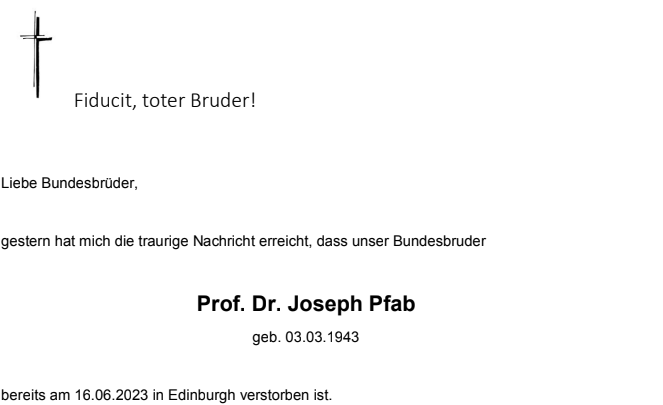 Fiducit, toter Bruder!
Liebe Bundesbrüder,
gestern hat mich die traurige Nachricht erreicht, dass unser Bundesbruder
Prof. Dr. Joseph Pfab
geb. 03.03.1943
bereits am 16.06.2023 in Edinburgh verstorben ist.